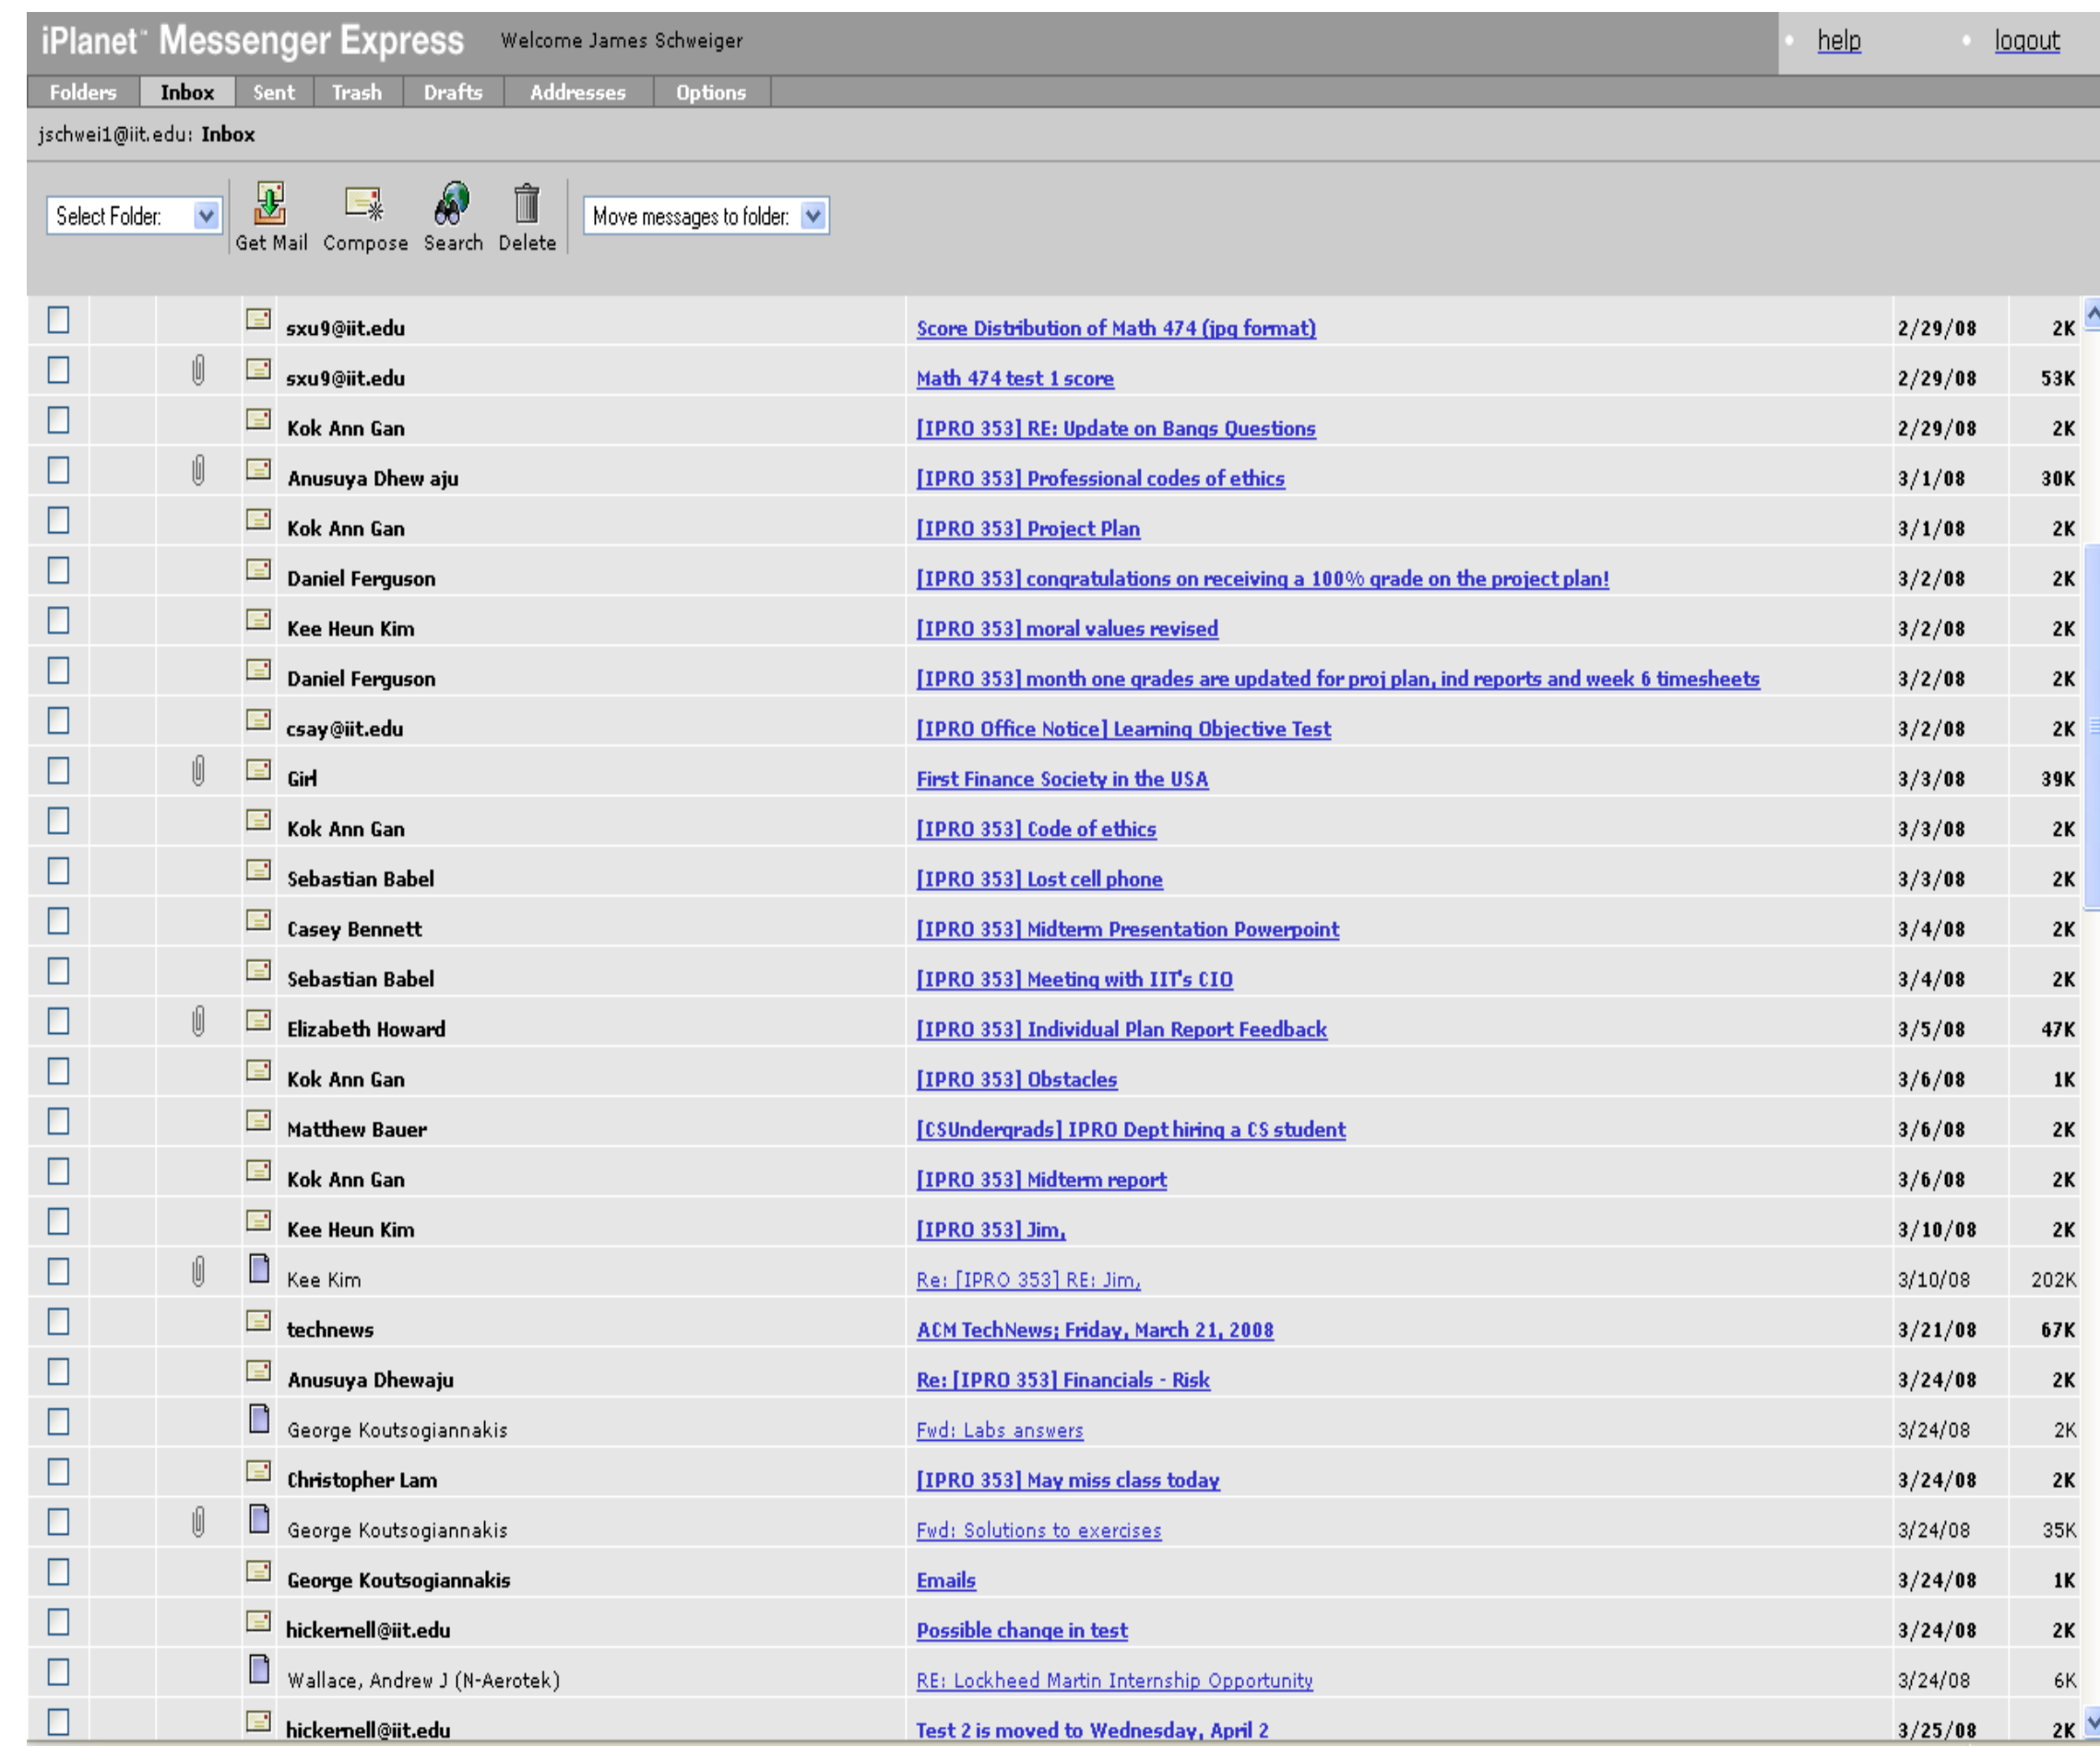 iPlanet™ Messenger Express Welcome James Schweiger help logout
Folders Inbox Sent Trash Drafts Addresses Options
jschwei1@iit.edu: Inbox
Select Folder: Get Mail Compose Search Delete Move messages to folder:
sxu9@iit.edu Score Distribution of Math 474 (jpg format) 2/29/08 2K
sxu9@iit.edu Math 474 test 1 score 2/29/08 53K
Kok Ann Gan [IPRO 353] RE: Update on Bangs Questions 2/29/08 2K
Anusuya Dhew aju [IPRO 353] Professional codes of ethics 3/1/08 30K
Kok Ann Gan [IPRO 353] Project Plan 3/1/08 2K
Daniel Ferguson [IPRO 353] congratulations on receiving a 100% grade on the project plan! 3/2/08 2K
Kee Heun Kim [IPRO 353] moral values revised 3/2/08 2K
Daniel Ferguson [IPRO 353] month one grades are updated for proj plan, ind reports and week 6 timesheets 3/2/08 2K
csay@iit.edu [IPRO Office Notice] Learning Objective Test 3/2/08 2K
Girl First Finance Society in the USA 3/3/08 39K
Kok Ann Gan [IPRO 353] Code of ethics 3/3/08 2K
Sebastian Babel [IPRO 353] Lost cell phone 3/3/08 2K
Casey Bennett [IPRO 353] Midterm Presentation Powerpoint 3/4/08 2K
Sebastian Babel [IPRO 353] Meeting with IIT's CIO 3/4/08 2K
Elizabeth Howard [IPRO 353] Individual Plan Report Feedback 3/5/08 47K
Kok Ann Gan [IPRO 353] Obstacles 3/6/08 1K
Matthew Bauer [CSUndergrads] IPRO Dept hiring a CS student 3/6/08 2K
Kok Ann Gan [IPRO 353] Midterm report 3/6/08 2K
Kee Heun Kim [IPRO 353] Jim, 3/10/08 2K
Kee Kim Re: [IPRO 353] RE: Jim, 3/10/08 202K
technews ACM TechNews; Friday, March 21, 2008 3/21/08 67K
Anusuya Dhewaju Re: [IPRO 353] Financials - Risk 3/24/08 2K
George Koutsogiannakis Fwd: Labs answers 3/24/08 2K
Christopher Lam [IPRO 353] May miss class today 3/24/08 2K
George Koutsogiannakis Fwd: Solutions to exercises 3/24/08 35K
George Koutsogiannakis Emails 3/24/08 1K
hickernell@iit.edu Possible change in test 3/24/08 2K
Wallace, Andrew J (N-Aerotek) RE: Lockheed Martin Internship Opportunity 3/24/08 6K
hickernell@iit.edu Test 2 is moved to Wednesday, April 2 3/25/08 2K